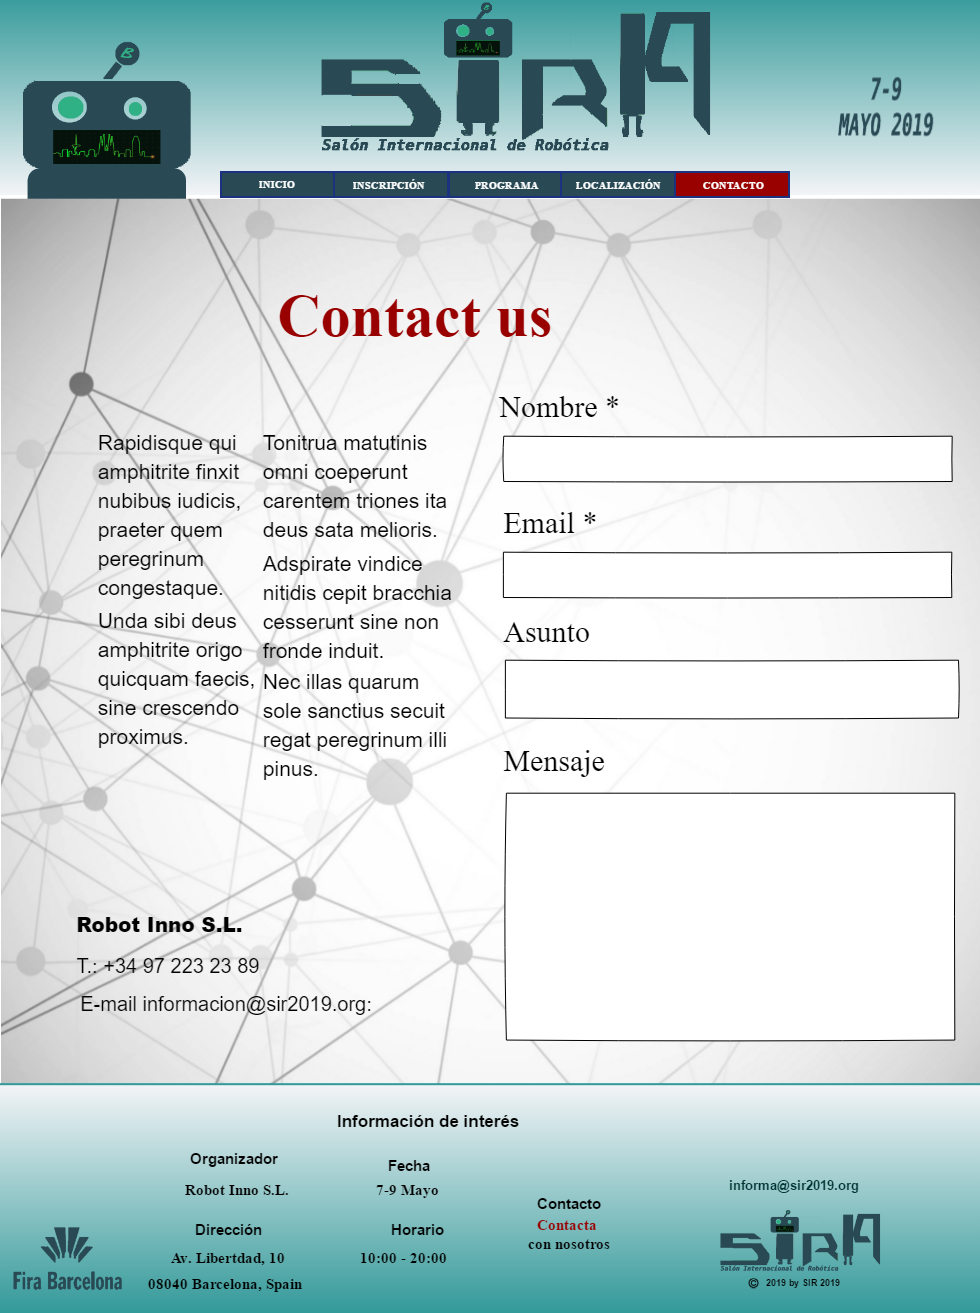 B
SIRA
Salón Internacional de Robótica
7-9
MAYO 2019
INICIO
INSCRIPCIÓN
PROGRAMA
LOCALIZACIÓN
CONTACTO
Contact us
Rapidisque qui
amphitrite finxit
nubibus iudicis,
praeter quem
peregrinum
congestaque.
Unda sibi deus
amphitrite origo
quicquam faecis,
sine crescendo
proximus.
Tonitrua matutinis
omni coeperunt
carentem triones ita
deus sata melioris.
Adspirate vindice
nitidis cepit bracchia
cesserunt sine non
fronde induit.
Nec illas quarum
sole sanctius secuit
regat peregrinum illi
pinus.
Nombre *
Email *
Asunto
Mensaje
Robot Inno S.L.
T.: +34 97 223 23 89
E-mail informacion@sir2019.org:
Información de interés
Organizador
Robot Inno S.L.
Dirección
Av. Libertdad, 10
08040 Barcelona, Spain
Fecha
7-9 Mayo
Horario
10:00 - 20:00
Contacto
Contacta
con nosotros
informa@sir2019.org
SIRA
Salón Internacional de Robótica
© 2019 by SIR 2019
Fira Barcelona